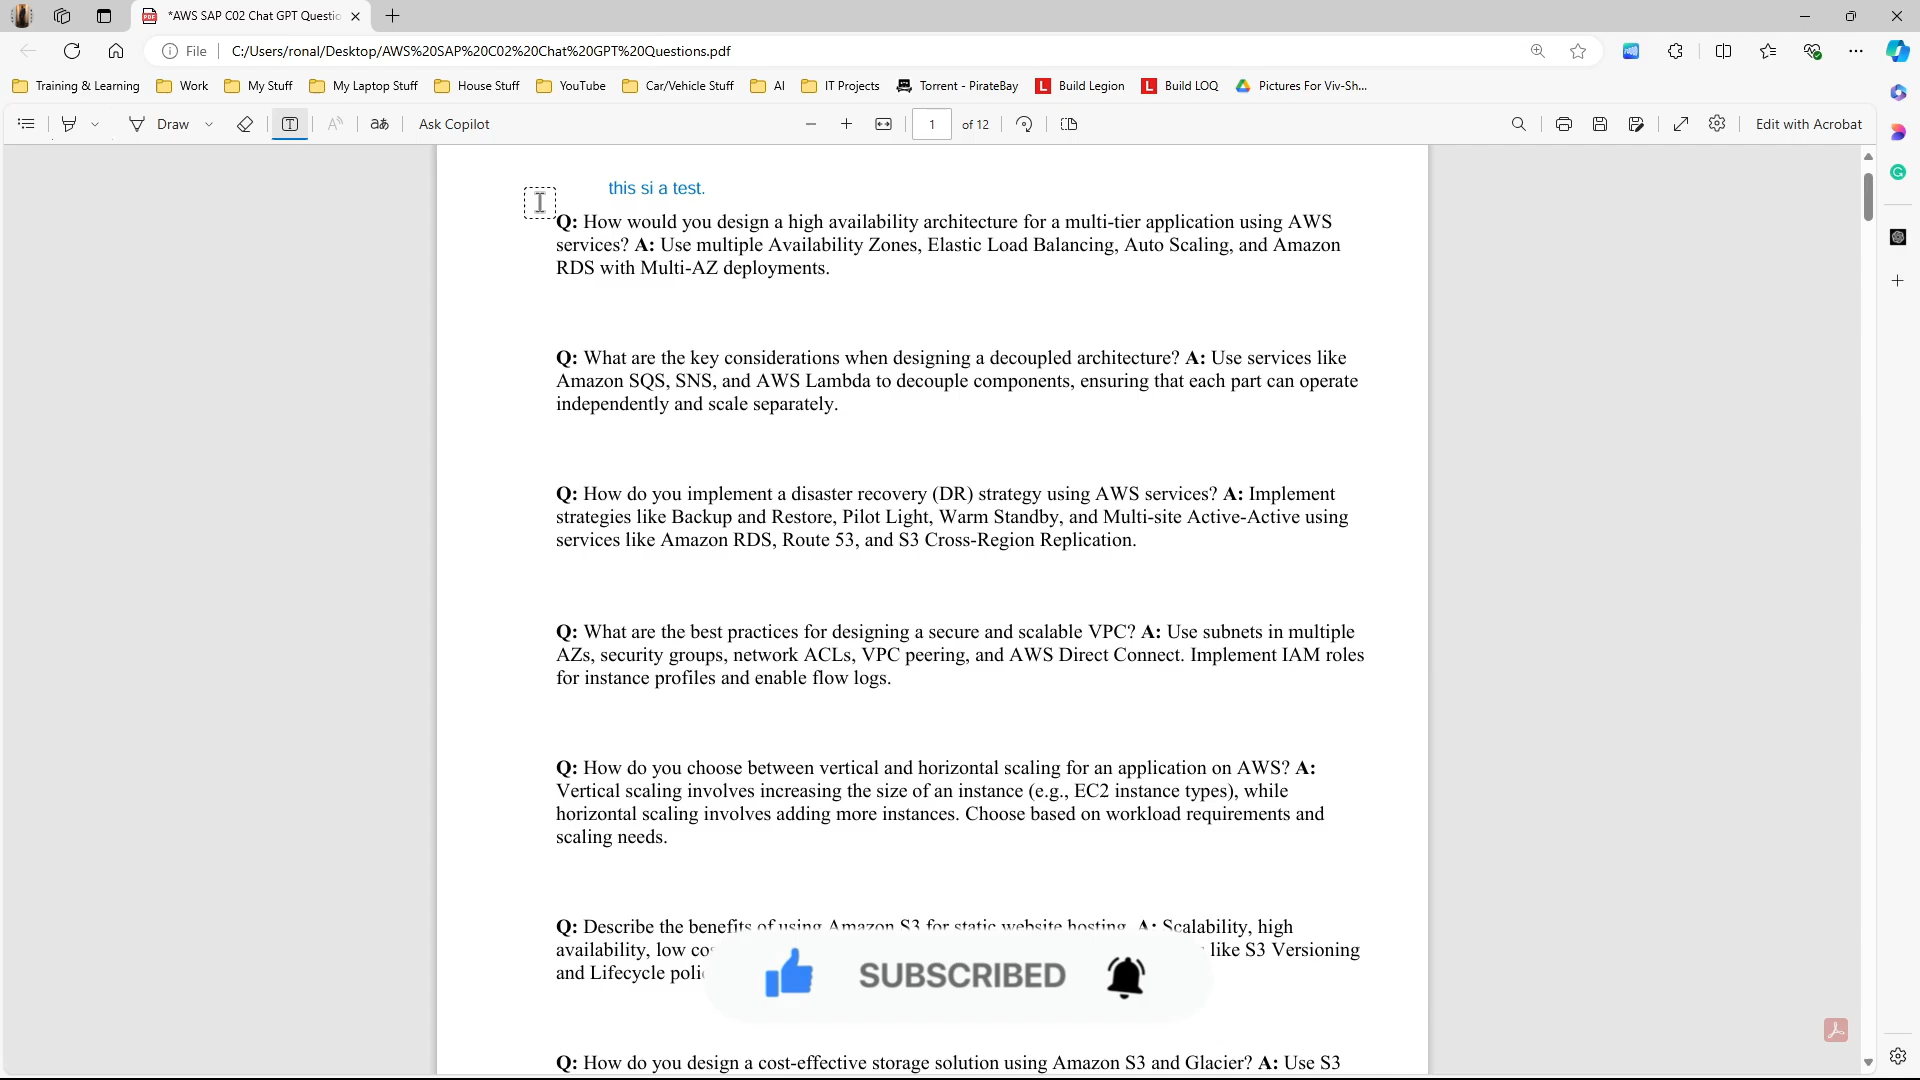 *AWS SAP C02 Chat GPT Questio
File C:/Users/ronal/Desktop/AWS%20SAP%20C02%20Chat%20GPT%20Questions.pdf
Training & Learning Work My Stuff My Laptop Stuff House Stuff YouTube Car/Vehicle Stuff AI IT Projects Torrent - PirateBay Build Legion Build LOQ Pictures For Viv-Sh...
Draw aあ Ask Copilot 1 of 12 Edit with Acrobat
this si a test.
Q: How would you design a high availability architecture for a multi-tier application using AWS
services? A: Use multiple Availability Zones, Elastic Load Balancing, Auto Scaling, and Amazon
RDS with Multi-AZ deployments.
Q: What are the key considerations when designing a decoupled architecture? A: Use services like
Amazon SQS, SNS, and AWS Lambda to decouple components, ensuring that each part can operate
independently and scale separately.
Q: How do you implement a disaster recovery (DR) strategy using AWS services? A: Implement
strategies like Backup and Restore, Pilot Light, Warm Standby, and Multi-site Active-Active using
services like Amazon RDS, Route 53, and S3 Cross-Region Replication.
Q: What are the best practices for designing a secure and scalable VPC? A: Use subnets in multiple
AZs, security groups, network ACLs, VPC peering, and AWS Direct Connect. Implement IAM roles
for instance profiles and enable flow logs.
Q: How do you choose between vertical and horizontal scaling for an application on AWS? A:
Vertical scaling involves increasing the size of an instance (e.g., EC2 instance types), while
horizontal scaling involves adding more instances. Choose based on workload requirements and
scaling needs.
Q: Describe the benefits of using Amazon S3 for static website hosting. A: Scalability, high
availability, low like S3 Versioning
and Lifecycle
SUBSCRIBED
Q: How do you design a cost-effective storage solution using Amazon S3 and Glacier? A: Use S3